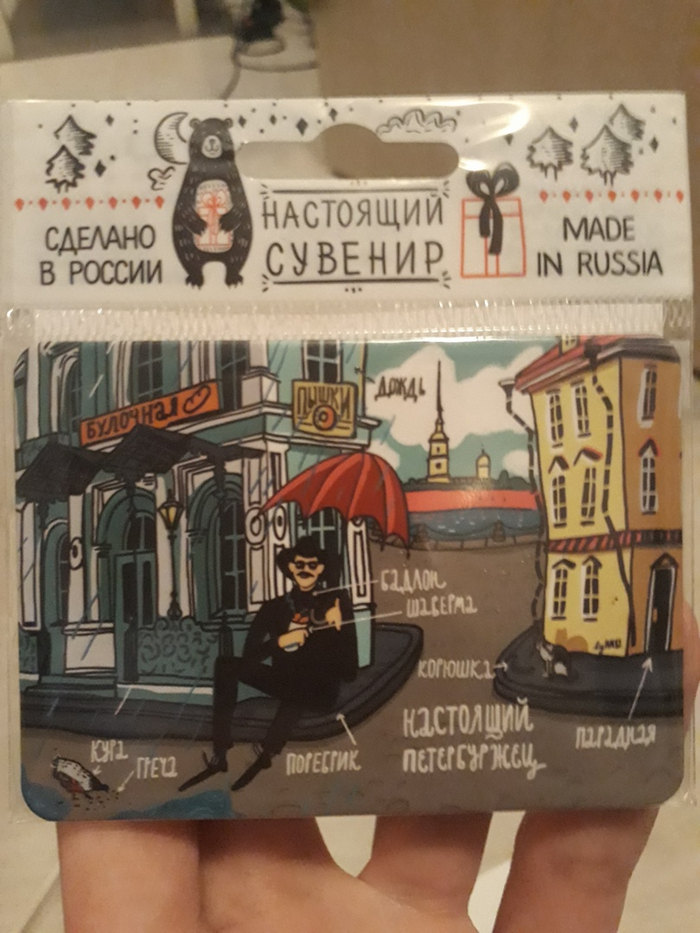 СДЕЛАНО
В РОССИИ
НАСТОЯЩИЙ
СУВЕНИР
MADE
IN RUSSIA
БУЛОЧНАЯ
ПЫШКИ
ДОЖДЬ
БАДЛОН
ШАВЕРМА
КОРЮШКА
НАСТОЯЩИЙ
ПЕТЕРБУРЖЕЦ
ПАРАДНАЯ
ПОРЕБРИК
КУРА
ГРЕЧА